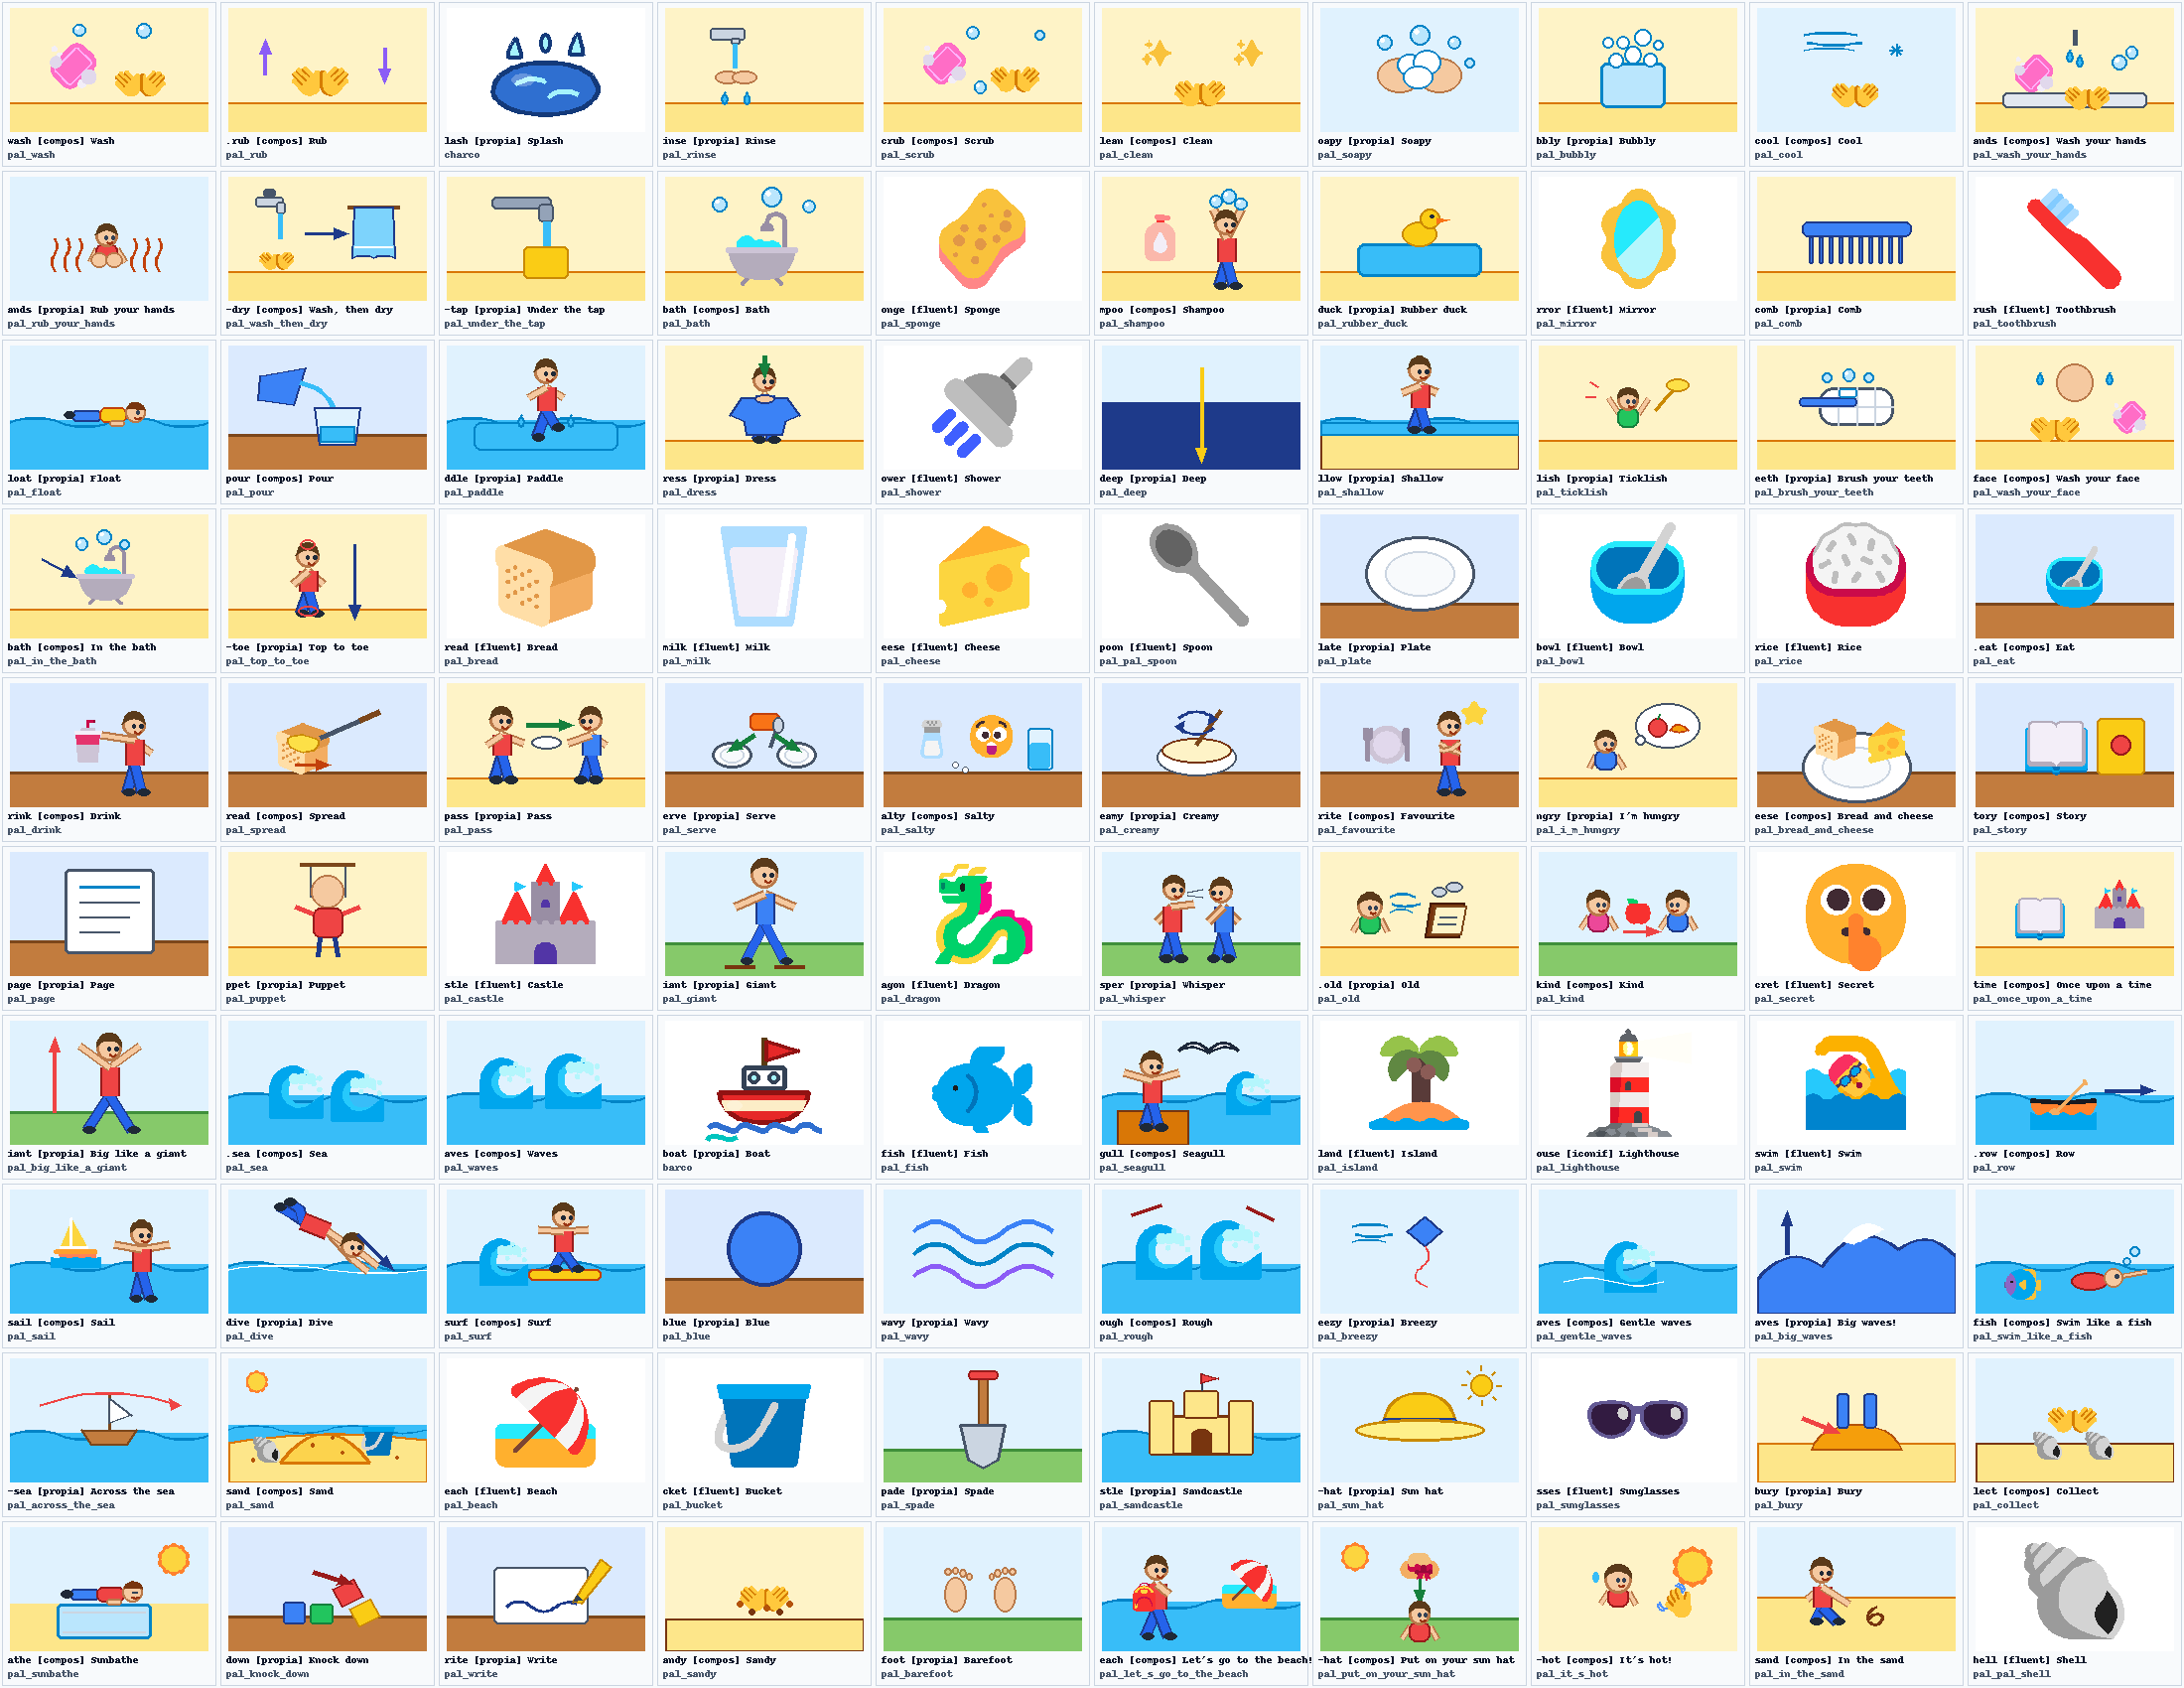 wash [compos] Wash
pal_wash
.rub [compos] Rub
pal_rub
lash [propia] Splash
charco
inse [propia] Rinse
pal_rinse
crub [compos] Scrub
pal_scrub
lean [compos] Clean
pal_clean
oapy [propia] Soapy
pal_soapy
bbly [propia] Bubbly
pal_bubbly
cool [compos] Cool
pal_cool
ands [compos] Wash your hands
pal_wash_your_hands
ands [propia] Rub your hands
pal_rub_your_hands
-dry [compos] Wash, then dry
pal_wash_then_dry
-tap [propia] Under the tap
pal_under_the_tap
bath [compos] Bath
pal_bath
onge [fluent] Sponge
pal_sponge
mpoo [compos] Shampoo
pal_shampoo
duck [propia] Rubber duck
pal_rubber_duck
rror [fluent] Mirror
pal_mirror
comb [propia] Comb
pal_comb
rush [fluent] Toothbrush
pal_toothbrush
loat [propia] Float
pal_float
pour [compos] Pour
pal_pour
ddle [propia] Paddle
pal_paddle
ress [propia] Dress
pal_dress
ower [fluent] Shower
pal_shower
deep [propia] Deep
pal_deep
llow [propia] Shallow
pal_shallow
lish [propia] Ticklish
pal_ticklish
eeth [propia] Brush your teeth
pal_brush_your_teeth
face [compos] Wash your face
pal_wash_your_face
bath [compos] In the bath
pal_in_the_bath
-toe [propia] Top to toe
pal_top_to_toe
read [fluent] Bread
pal_bread
milk [fluent] Milk
pal_milk
eese [fluent] Cheese
pal_cheese
poon [fluent] Spoon
pal_pal_spoon
late [propia] Plate
pal_plate
bowl [fluent] Bowl
pal_bowl
rice [fluent] Rice
pal_rice
.eat [compos] Eat
pal_eat
rink [compos] Drink
pal_drink
read [compos] Spread
pal_spread
pass [propia] Pass
pal_pass
erve [propia] Serve
pal_serve
alty [compos] Salty
pal_salty
eamy [propia] Creamy
pal_creamy
rite [compos] Favourite
pal_favourite
ngry [propia] I'm hungry
pal_i_m_hungry
eese [compos] Bread and cheese
pal_bread_and_cheese
tory [compos] Story
pal_story
page [propia] Page
pal_page
ppet [propia] Puppet
pal_puppet
stle [fluent] Castle
pal_castle
iant [propia] Giant
pal_giant
agon [fluent] Dragon
pal_dragon
sper [propia] Whisper
pal_whisper
.old [propia] Old
pal_old
kind [compos] Kind
pal_kind
cret [fluent] Secret
pal_secret
time [compos] Once upon a time
pal_once_upon_a_time
iant [propia] Big like a giant
pal_big_like_a_giant
.sea [compos] Sea
pal_sea
aves [compos] Waves
pal_waves
boat [propia] Boat
barco
fish [fluent] Fish
pal_fish
gull [compos] Seagull
pal_seagull
land [fluent] Island
pal_island
ouse [iconif] Lighthouse
pal_lighthouse
swim [fluent] Swim
pal_swim
.row [compos] Row
pal_row
sail [compos] Sail
pal_sail
dive [propia] Dive
pal_dive
surf [compos] Surf
pal_surf
blue [propia] Blue
pal_blue
wavy [propia] Wavy
pal_wavy
ough [compos] Rough
pal_rough
eezy [propia] Breezy
pal_breezy
aves [compos] Gentle waves
pal_gentle_waves
aves [propia] Big waves!
pal_big_waves
fish [compos] Swim like a fish
pal_swim_like_a_fish
-sea [propia] Across the sea
pal_across_the_sea
sand [compos] Sand
pal_sand
each [fluent] Beach
pal_beach
cket [fluent] Bucket
pal_bucket
pade [propia] Spade
pal_spade
stle [propia] Sandcastle
pal_sandcastle
-hat [propia] Sun hat
pal_sun_hat
sses [fluent] Sunglasses
pal_sunglasses
bury [propia] Bury
pal_bury
lect [compos] Collect
pal_collect
athe [compos] Sunbathe
pal_sunbathe
down [propia] Knock down
pal_knock_down
rite [propia] Write
pal_write
andy [compos] Sandy
pal_sandy
foot [propia] Barefoot
pal_barefoot
each [compos] Let's go to the beach!
pal_let_s_go_to_the_beach
-hat [compos] Put on your sun hat
pal_put_on_your_sun_hat
-hot [compos] It's hot!
pal_it_s_hot
sand [compos] In the sand
pal_in_the_sand
hell [fluent] Shell
pal_pal_shell